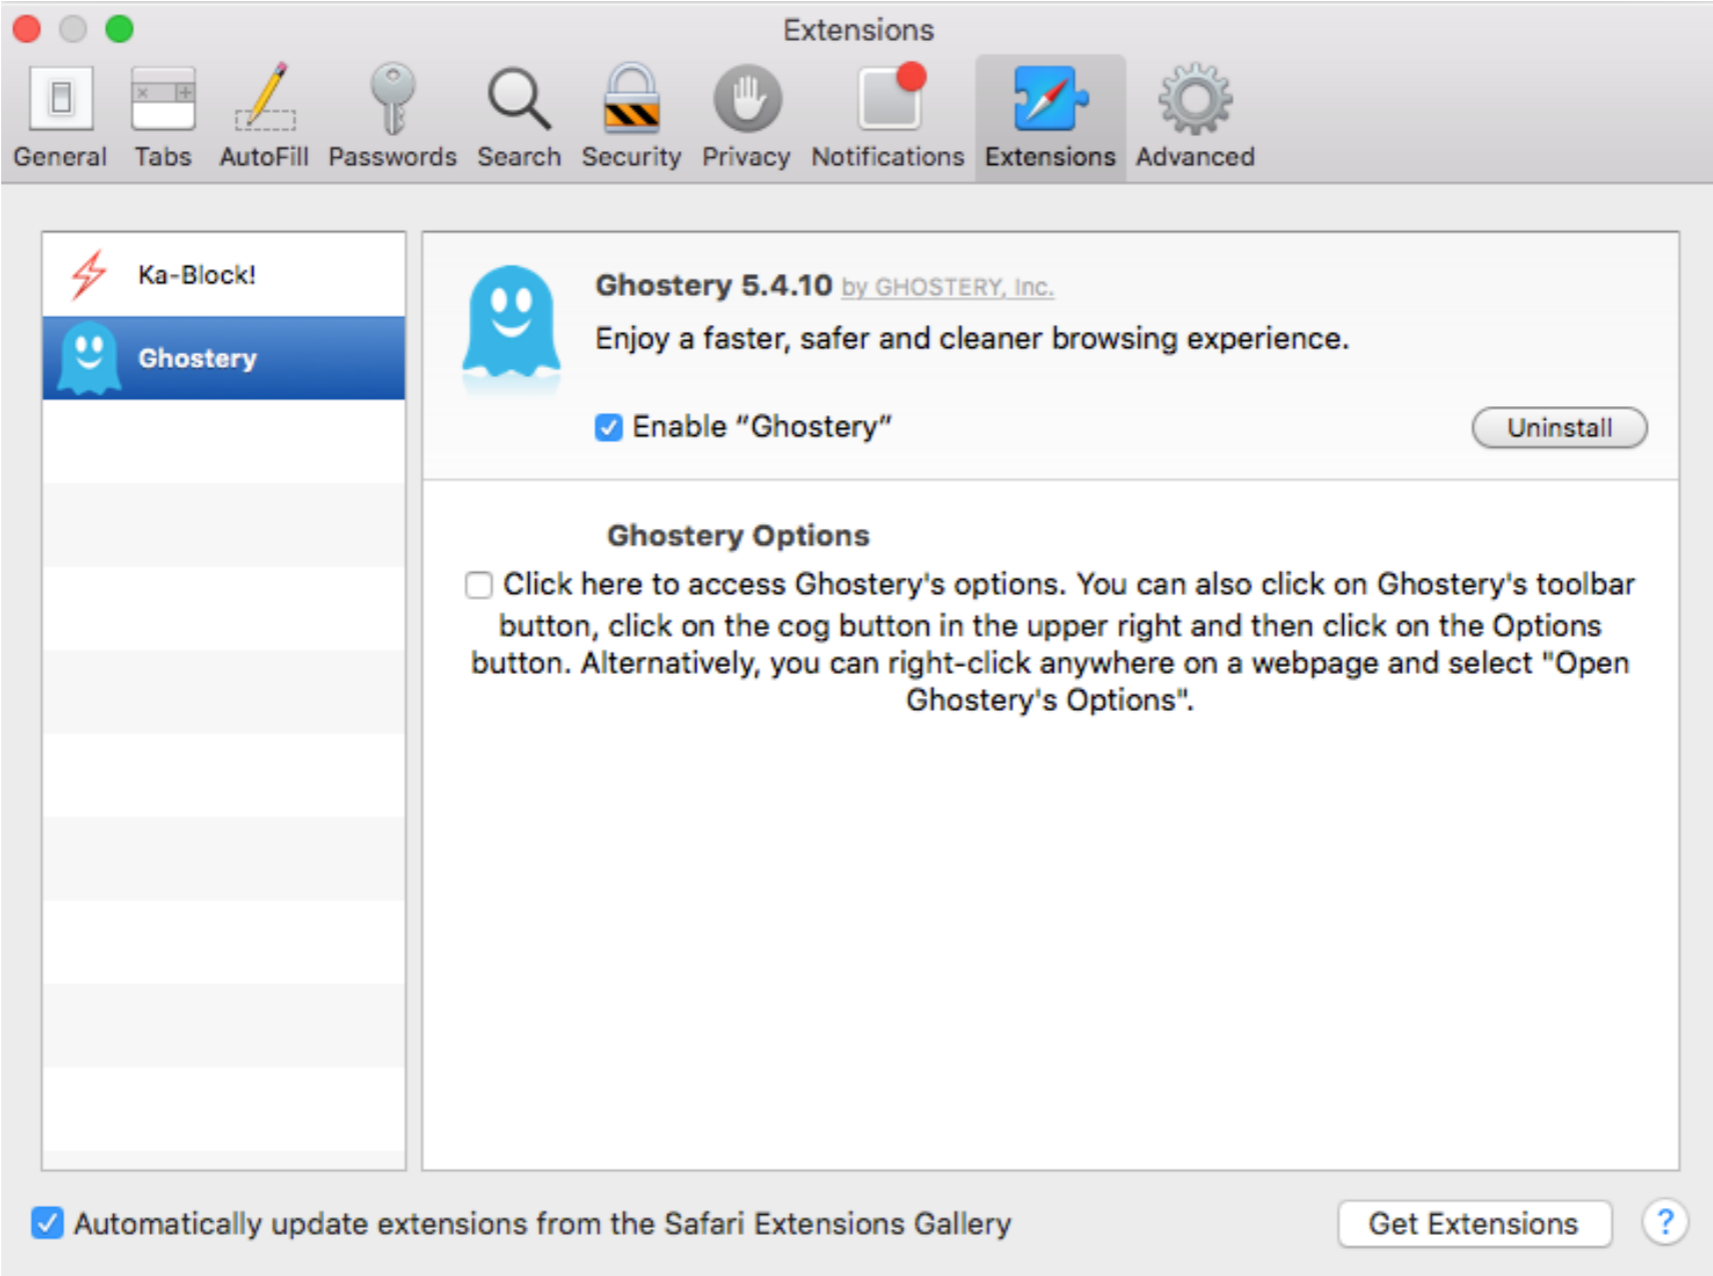 Extensions
General Tabs AutoFill Passwords Search Security Privacy Notifications Extensions Advanced
Ka-Block!
Ghostery
Ghostery 5.4.10 by GHOSTERY, Inc.
Enjoy a faster, safer and cleaner browsing experience.
Enable “Ghostery”
Uninstall
Ghostery Options
Click here to access Ghostery's options. You can also click on Ghostery's toolbar
button, click on the cog button in the upper right and then click on the Options
button. Alternatively, you can right-click anywhere on a webpage and select "Open
Ghostery's Options".
Automatically update extensions from the Safari Extensions Gallery
Get Extensions
?